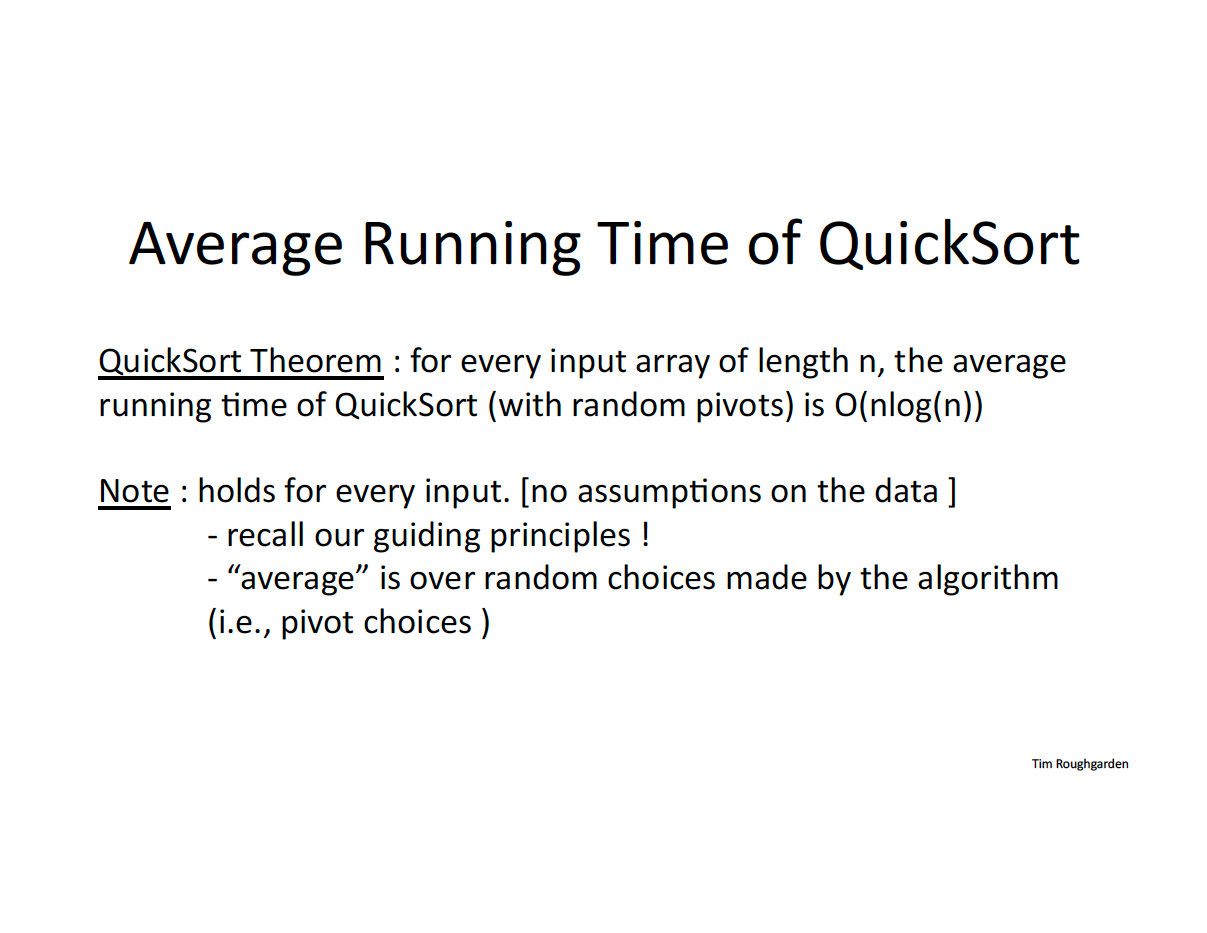 Average Running Time of QuickSort
QuickSort Theorem : for every input array of length n, the average
running time of QuickSort (with random pivots) is O(nlog(n))
Note : holds for every input. [no assumptions on the data ]
- recall our guiding principles !
- “average” is over random choices made by the algorithm
(i.e., pivot choices )
Tim Roughgarden